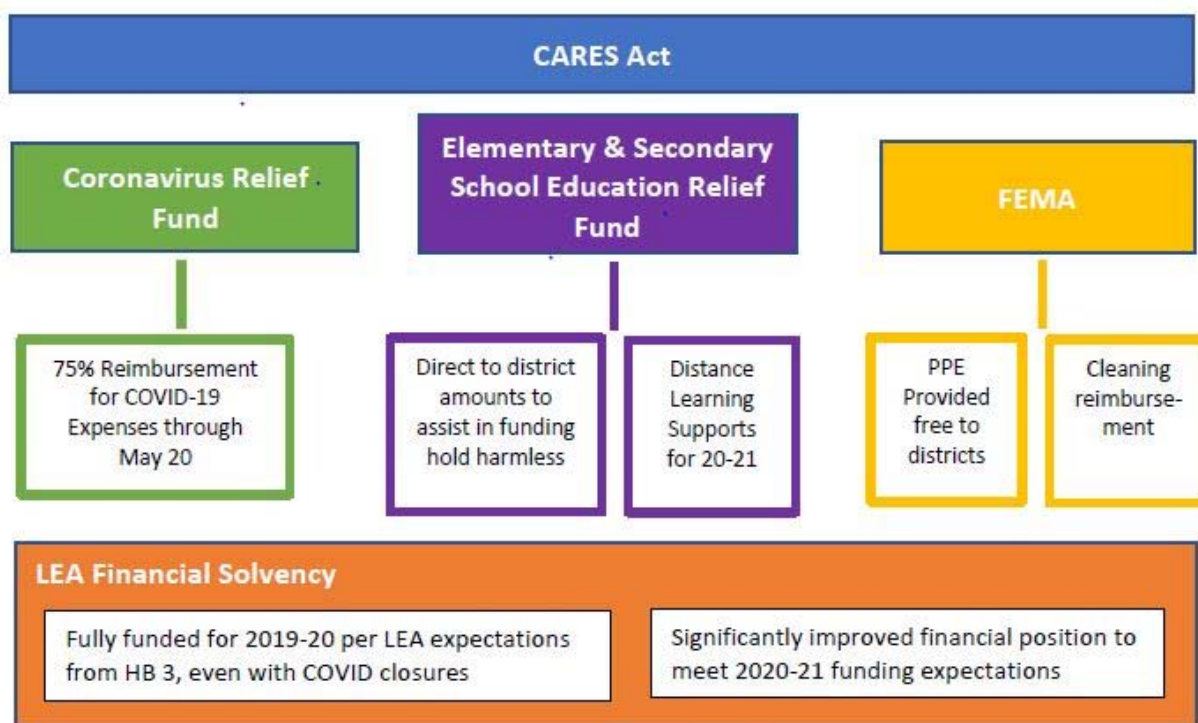 CARES Act
Coronavirus Relief
Fund
Elementary & Secondary
School Education Relief
Fund
FEMA
75% Reimbursement
for COVID-19
Expenses through
May 20
Direct to district
amounts to
assist in funding
hold harmless
Distance
Learning
Supports
for 20-21
PPE
Provided
free to
districts
Cleaning
reimburse-
ment
LEA Financial Solvency
Fully funded for 2019-20 per LEA expectations
from HB 3, even with COVID closures
Significantly improved financial position to
meet 2020-21 funding expectations